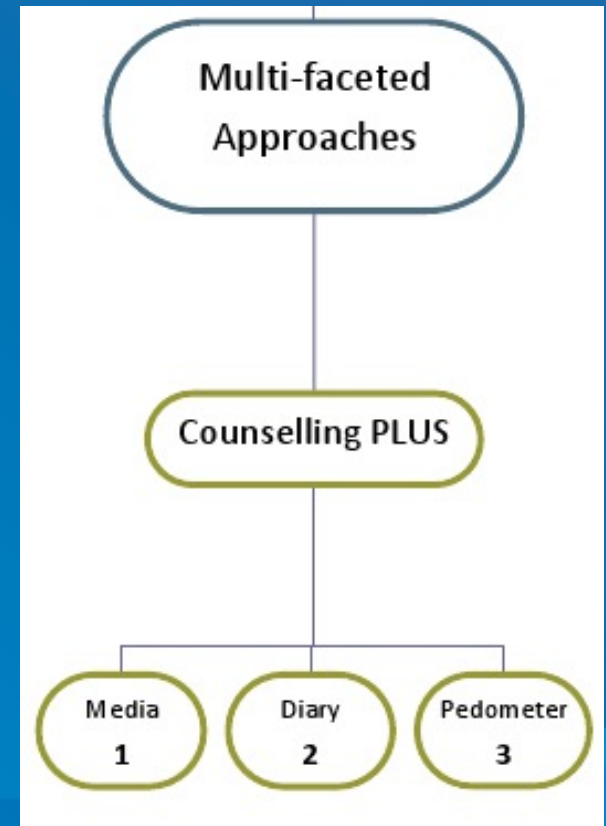 Multi-faceted
Approaches
Counselling PLUS
Media
1
Diary
2
Pedometer
3